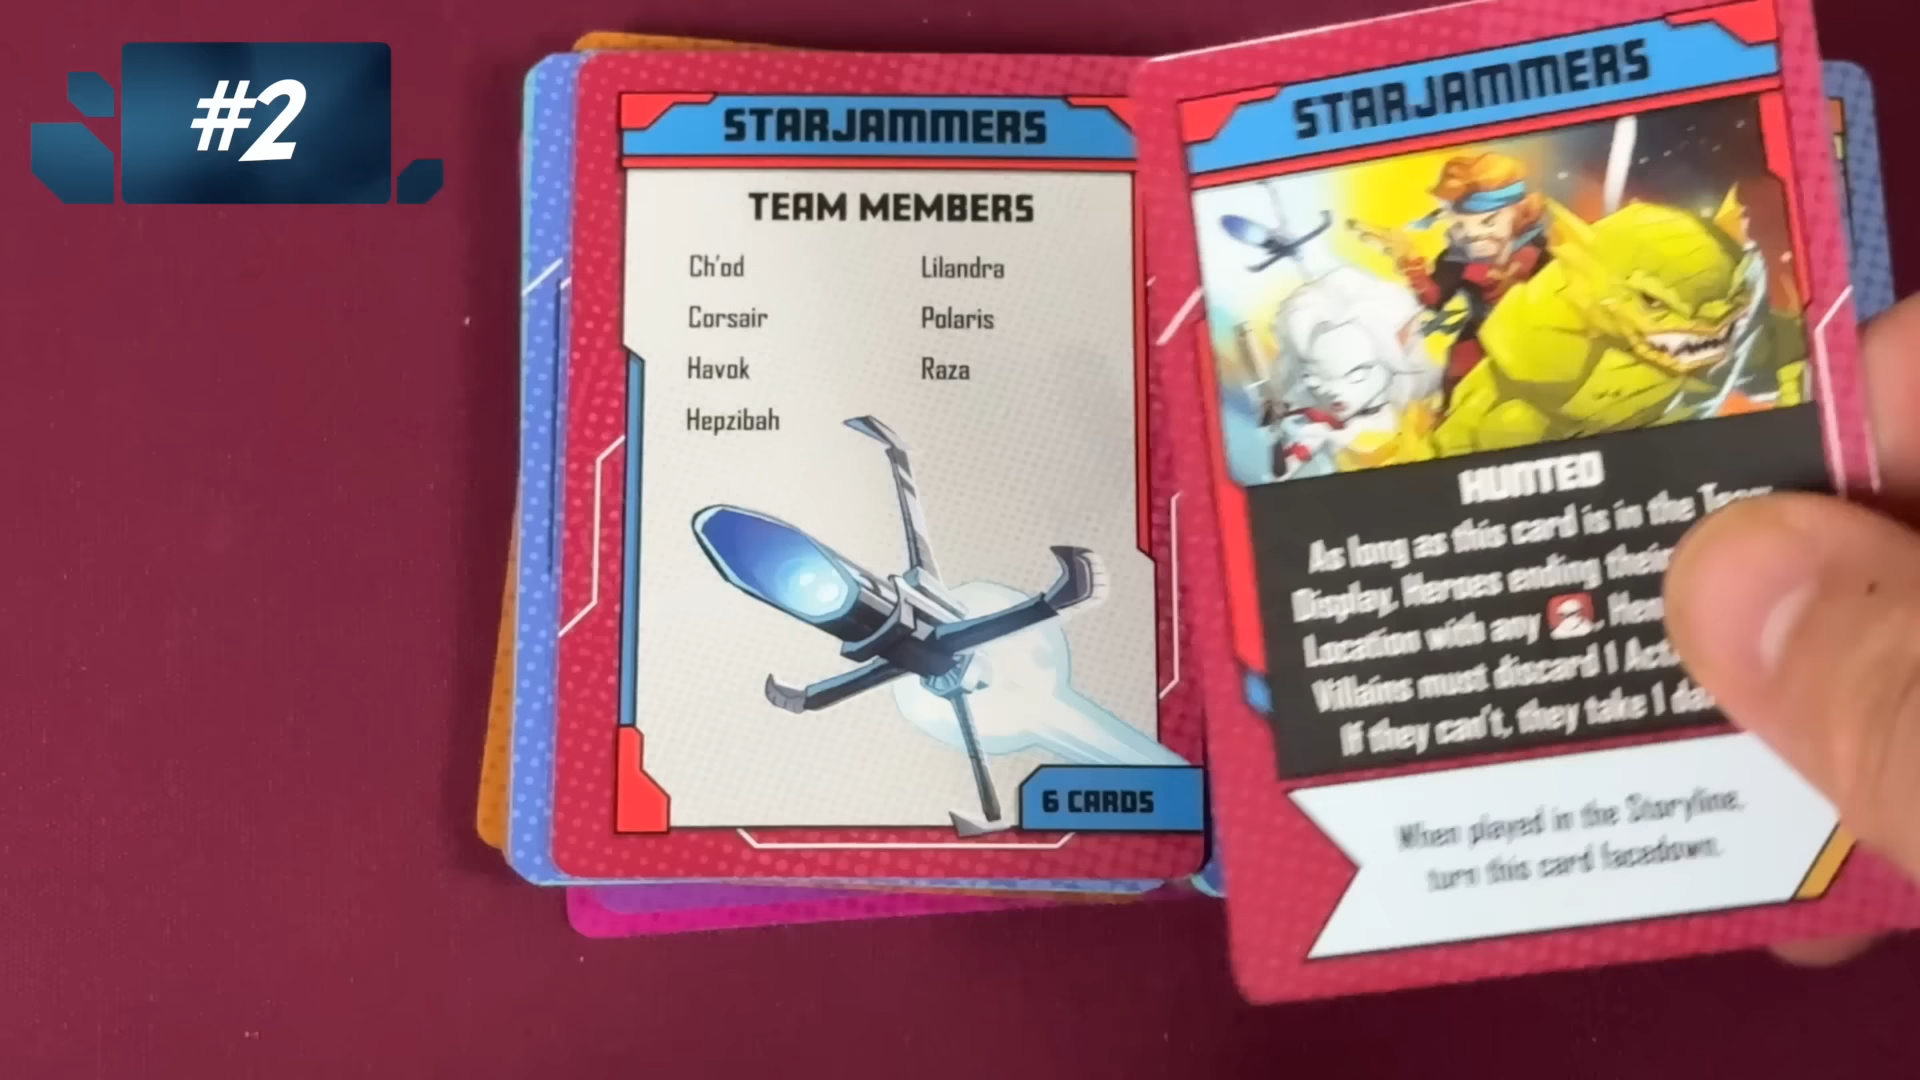 #2
STARJAMMERS
TEAM MEMBERS
Ch'od
Corsair
Havok
Hepzibah
Lilandra
Polaris
Raza
6 CARDS
STARJAMMERS
HUNTED
As long as this card is in the
Display, Heroes ending their
Location with any
Villains must discard 1
If they can't, they take 1
When played in the Storyline,
turn this card facedown.